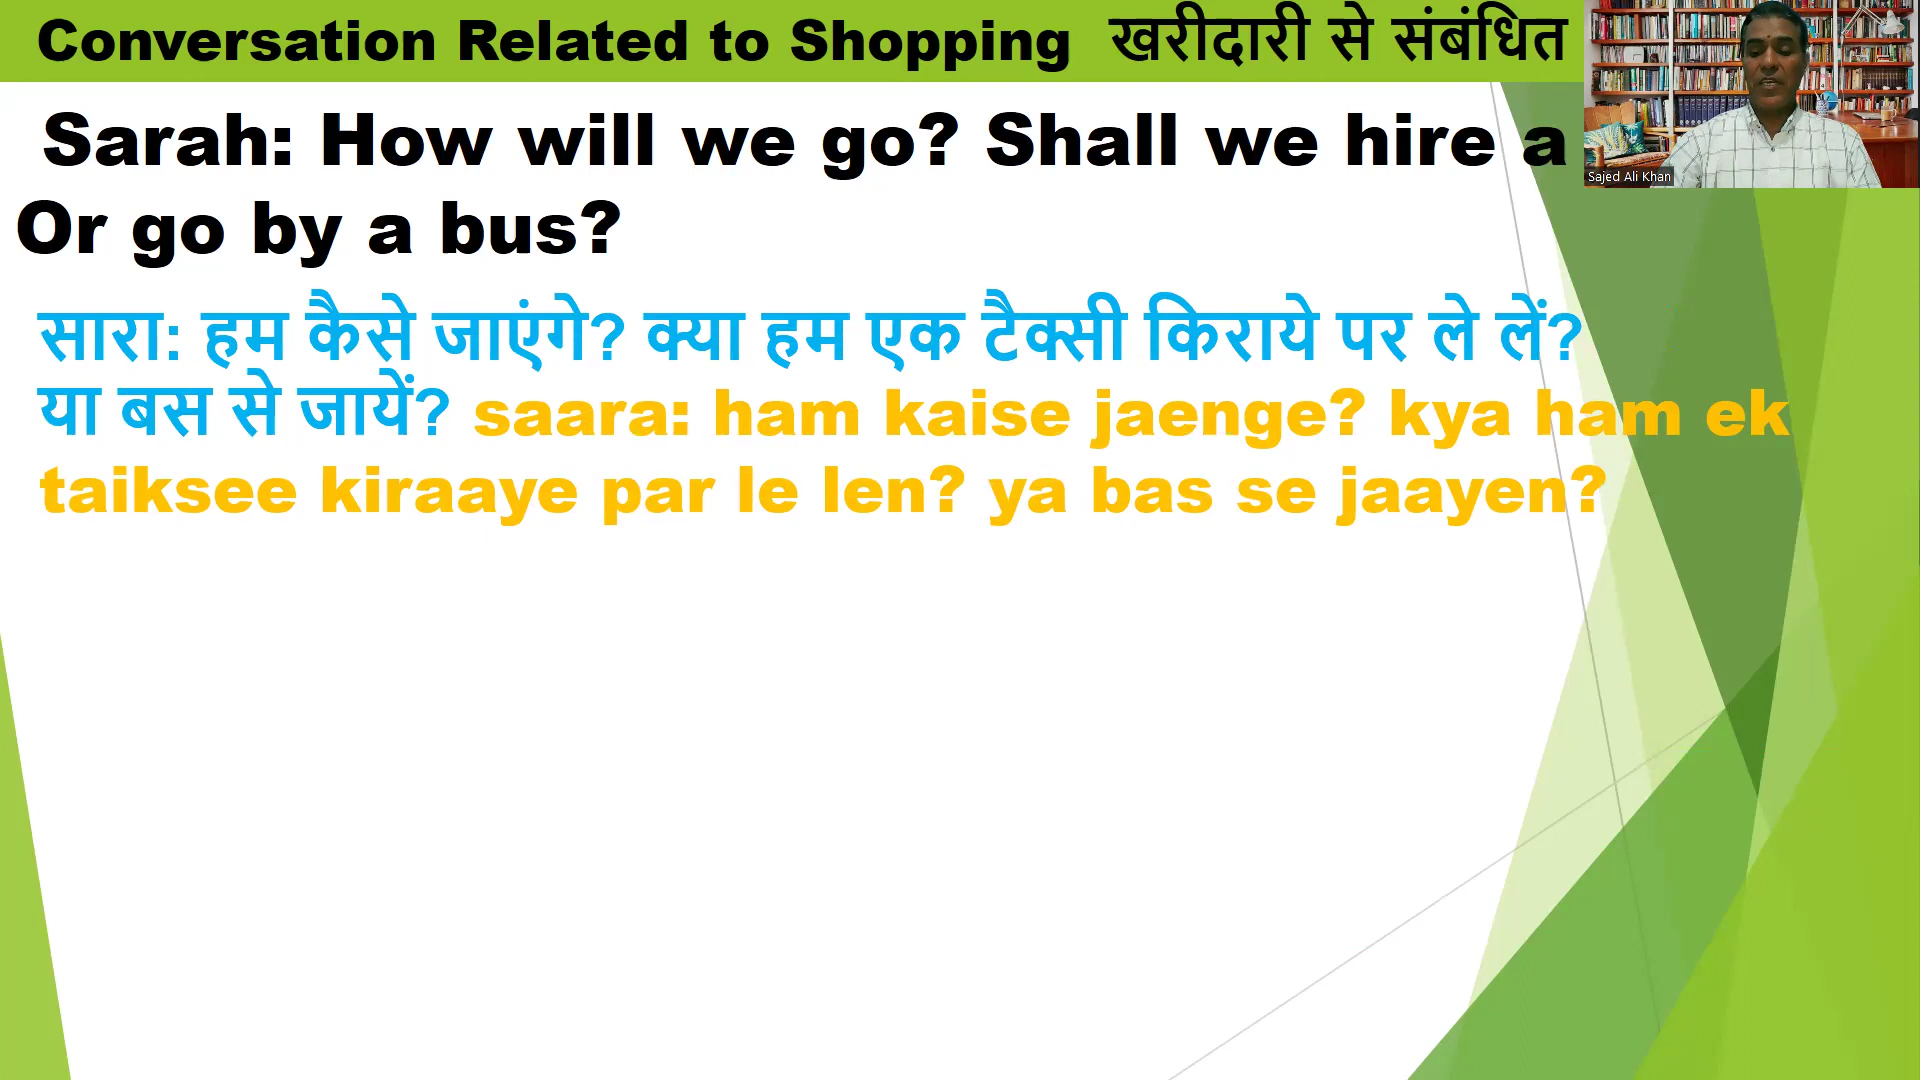 Conversation Related to Shopping खरीदारी से संबंधित
Sarah: How will we go? Shall we hire a
Or go by a bus?
सारा: हम कैसे जाएंगे? क्या हम एक टैक्सी किराये पर ले लें?
या बस से जायें? saara: ham kaise jaenge? kya ham ek
taiksee kiraaye par le len? ya bas se jaayen?
Sajed Ali Khan